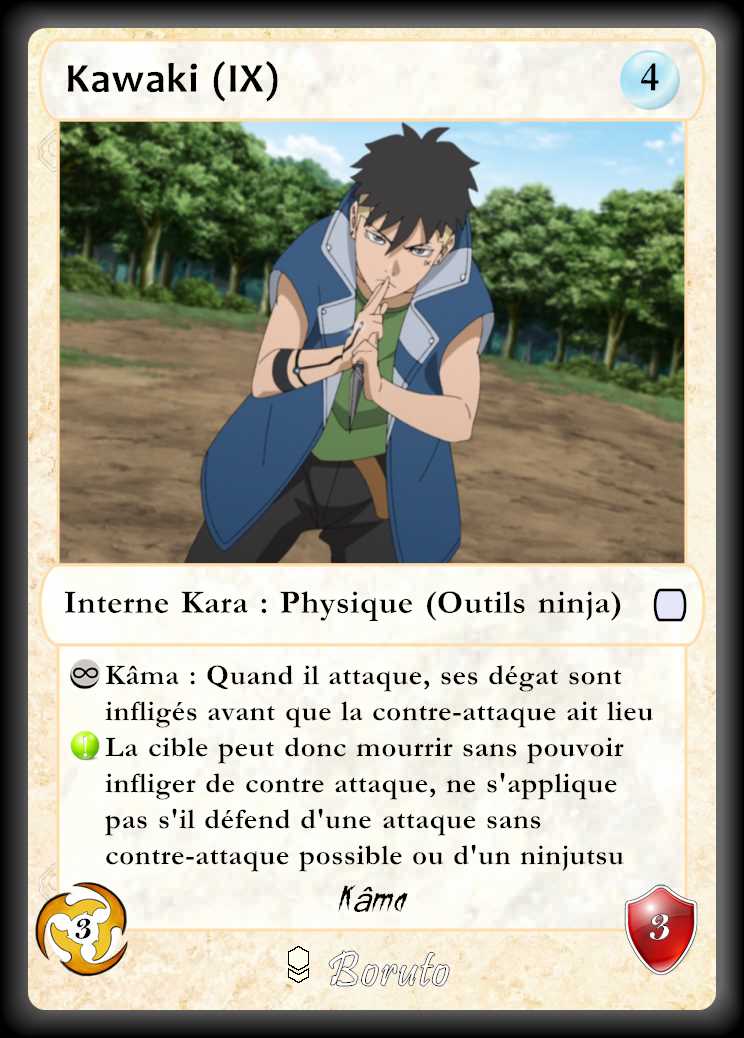 Kawaki (IX)
4
Interne Kara : Physique (Outils ninja)
Kâma : Quand il attaque, ses dégat sont
infligés avant que la contre-attaque ait lieu
La cible peut donc mourrir sans pouvoir
infliger de contre attaque, ne s'applique
pas s'il défend d'une attaque sans
contre-attaque possible ou d'un ninjutsu
Kâma
3
3
Boruto